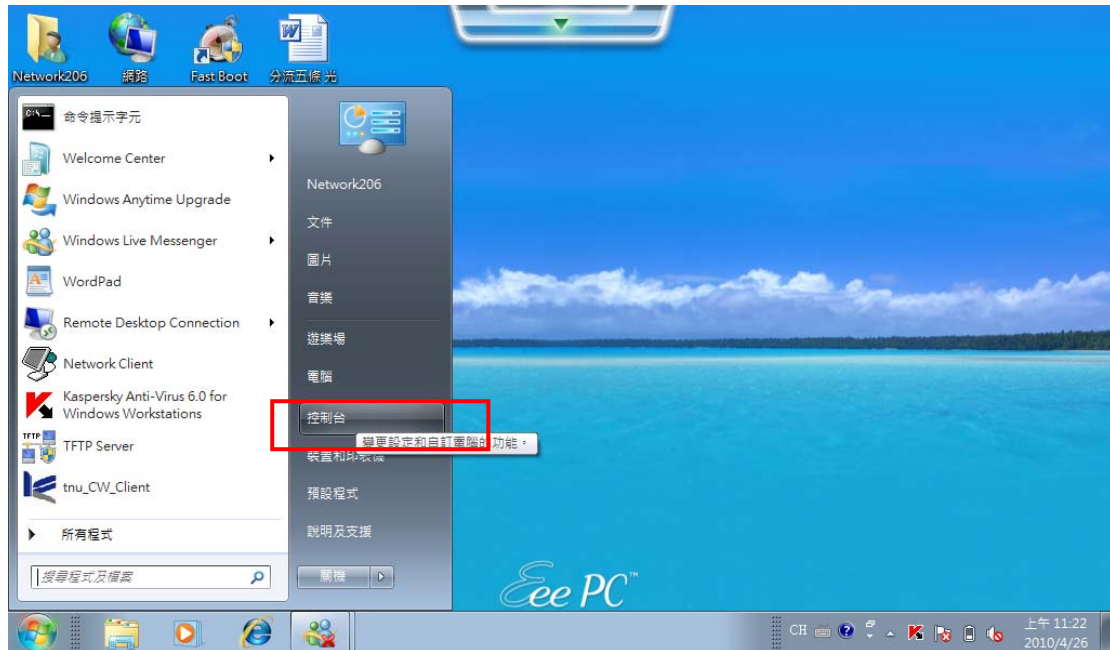 Network206
網路
Fast Boot
分流五條 光
命令提示字元
Welcome Center
Windows Anytime Upgrade
Windows Live Messenger
WordPad
Remote Desktop Connection
Network Client
Kaspersky Anti-Virus 6.0 for
Windows Workstations
TFTP Server
tnu_CW_Client
所有程式
搜尋程式及檔案
Network206
文件
圖片
音樂
遊樂場
電腦
控制台
變更設定和自訂電腦的功能。
裝置和印表機
預設程式
說明及支援
關機
Eee PC™
CH
上午 11:22
2010/4/26